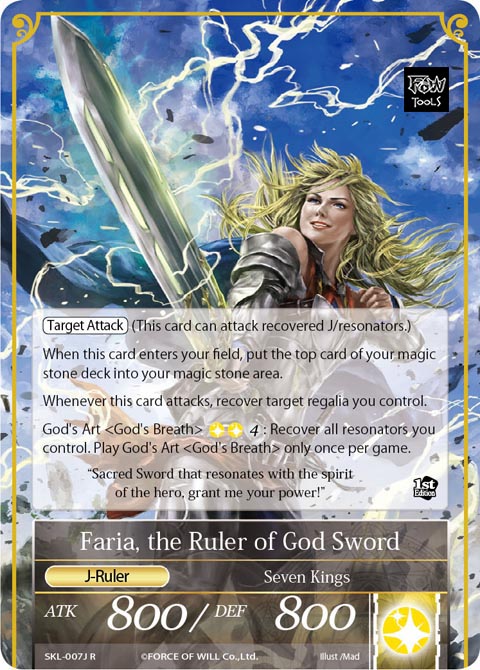 FoW
TOOLS
Target Attack (This card can attack recovered J/resonators.)
When this card enters your field, put the top card of your magic
stone deck into your magic stone area.
Whenever this card attacks, recover target regalia you control.
God's Art <God's Breath> 4 : Recover all resonators you
control. Play God's Art <God's Breath> only once per game.
“Sacred Sword that resonates with the spirit
of the hero, grant me your power!”
1st
Edition
Faria, the Ruler of God Sword
J-Ruler
Seven Kings
ATK 800 / DEF 800
SKL-007J R ©FORCE OF WILL Co.,Ltd. Illust /Mad